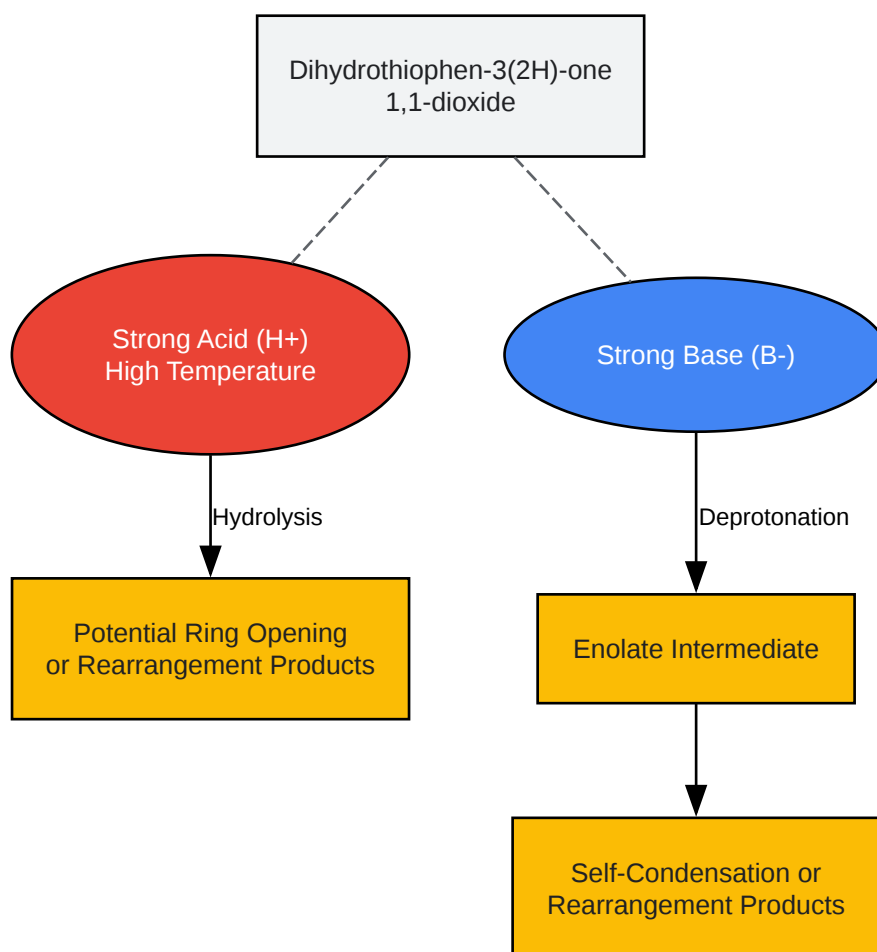 Dihydrothiophen-3(2H)-one
1,1-dioxide
Strong Acid (H+)
High Temperature
Strong Base (B-)
Hydrolysis
Deprotonation
Potential Ring Opening
or Rearrangement Products
Enolate Intermediate
Self-Condensation or
Rearrangement Products